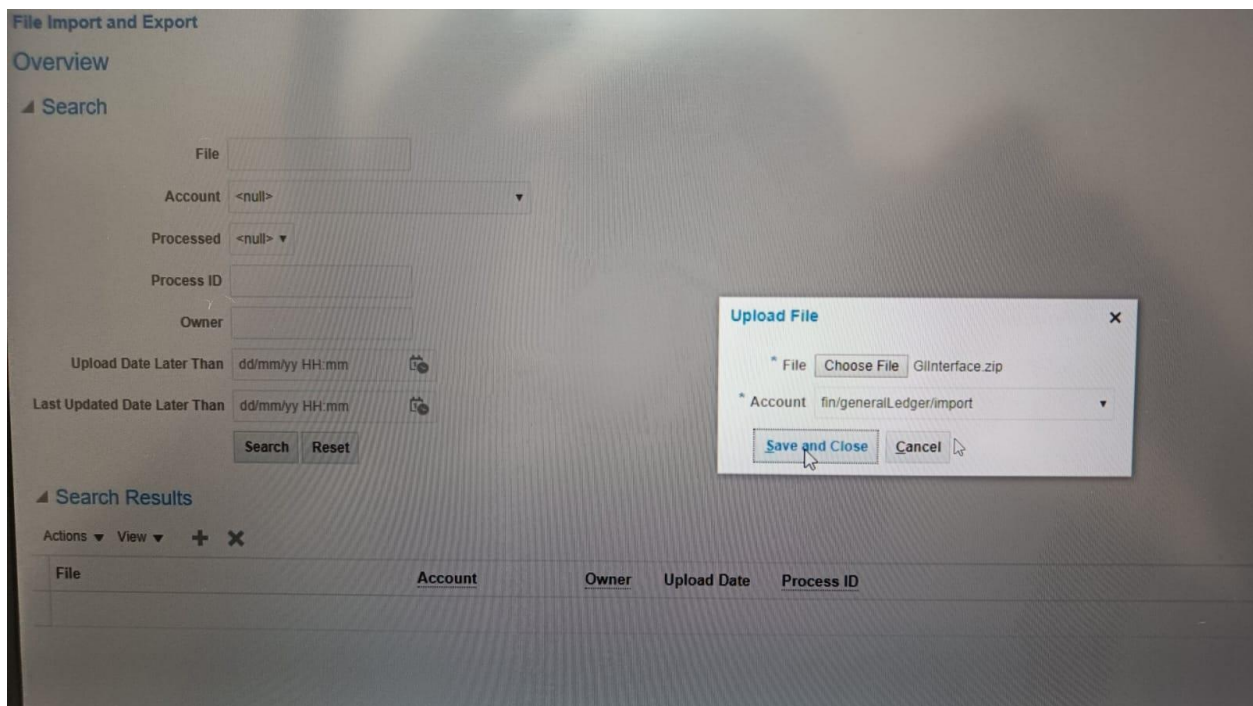 File Import and Export
Overview
Search
File
Account <null>
Processed <null>
Process ID
Owner
Upload Date Later Than dd/mm/yy HH:mm
Last Updated Date Later Than dd/mm/yy HH:mm
Search Reset
Upload File
* File Choose File GlInterface.zip
* Account fin/generalLedger/import
Save and Close Cancel
Search Results
Actions View
File Account Owner Upload Date Process ID